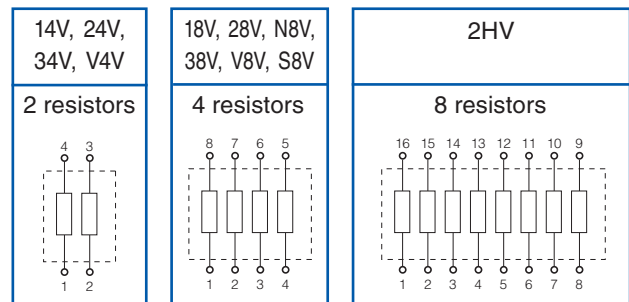 14V, 24V,
34V, V4V
2 resistors
4 3
1 2
18V, 28V, N8V,
38V, V8V, S8V
4 resistors
8 7 6 5
1 2 3 4
2HV
8 resistors
16 15 14 13 12 11 10 9
1 2 3 4 5 6 7 8